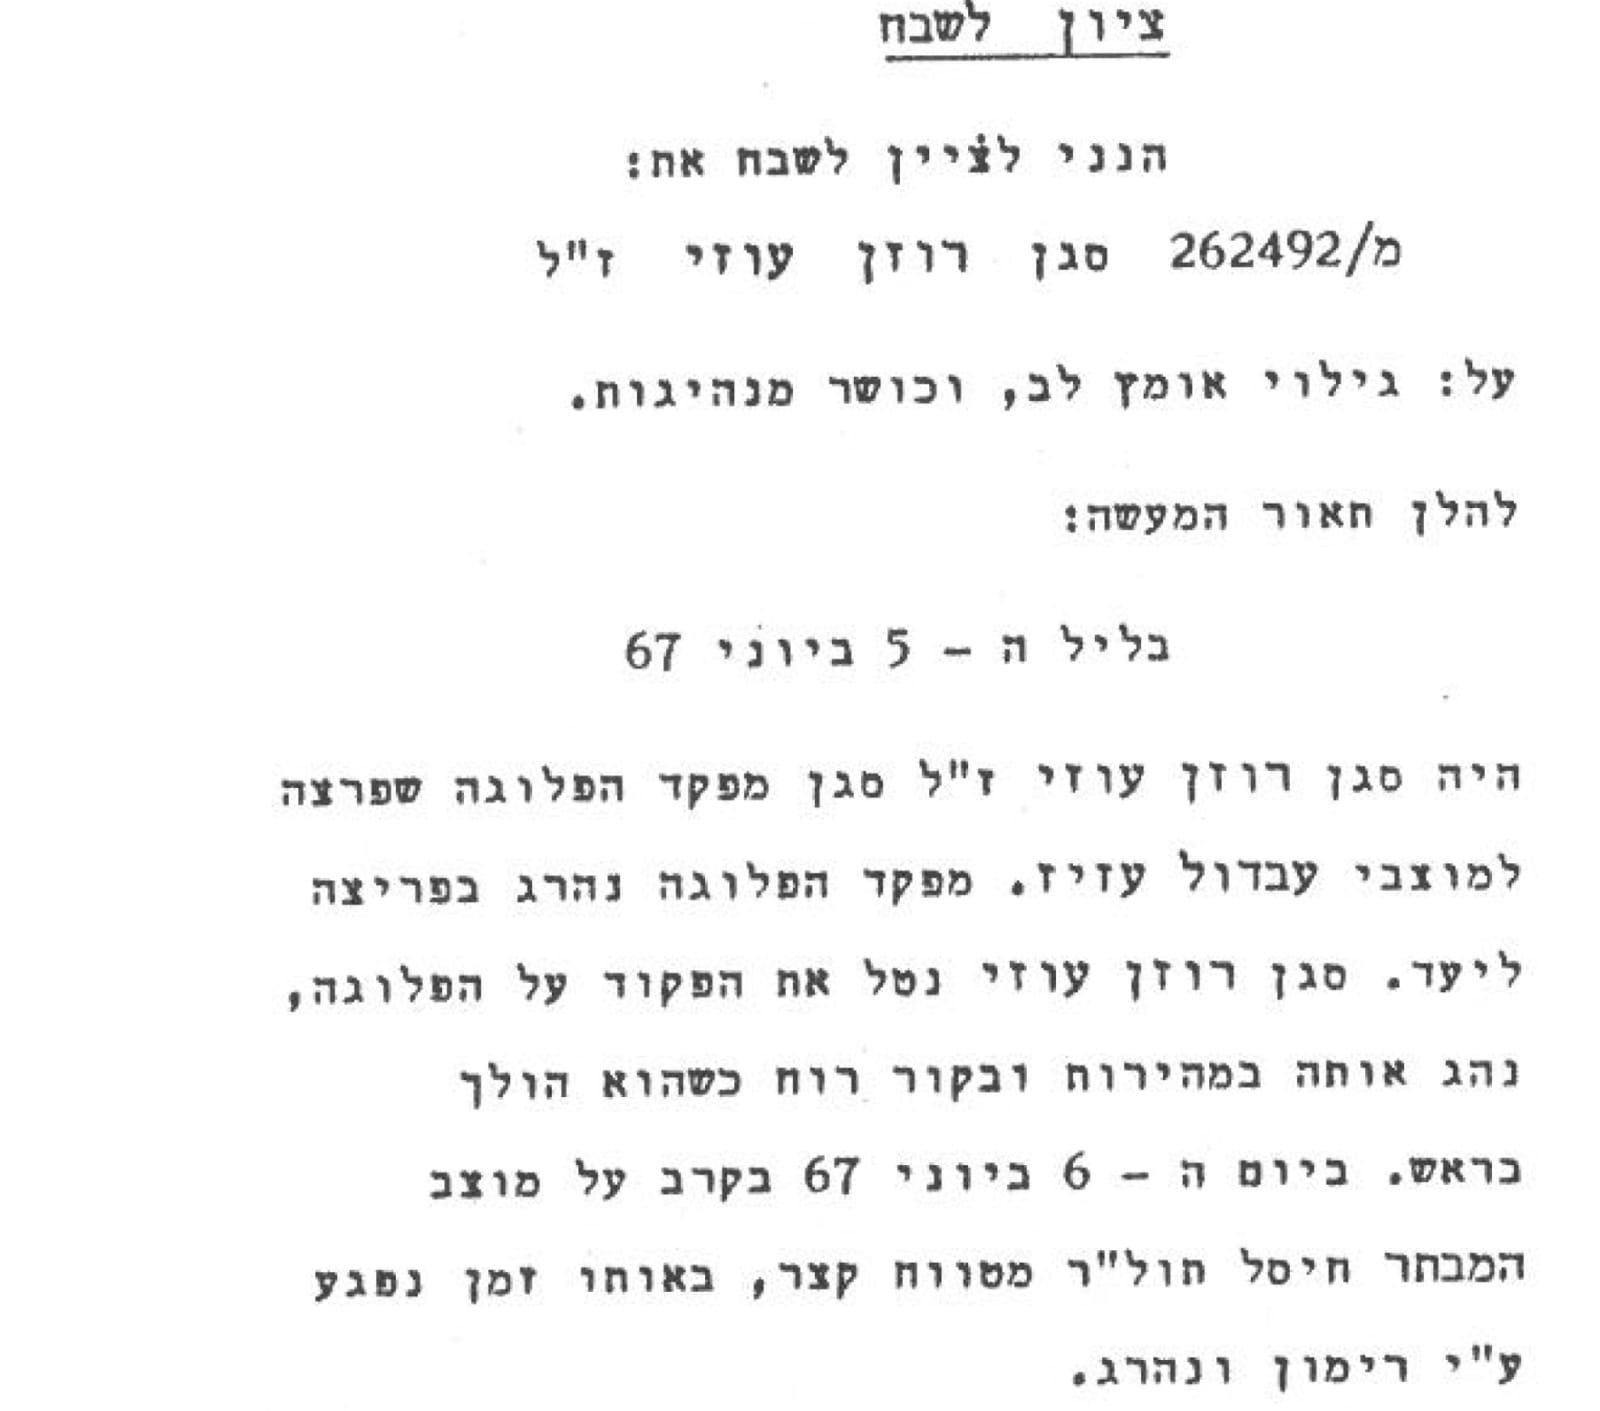 ציון לשבח
הנני לציין לשבח את:
מ/262492 סגן רוזן עוזי ז"ל
על: גילוי אומץ לב, וכושר מנהיגות.
להלן תאור המעשה:
בליל ה - 5 ביוני 67
היה סגן רוזן עוזי ז"ל סגן מפקד הפלוגה שפרצה
למוצבי עבדול עזיז. מפקד הפלוגה נהרג בפריצה
ליעד. סגן רוזן עוזי נטל את הפקוד על הפלוגה,
נהג אותה במהירות ובקור רוח כשהוא הולך
בראש. ביום ה - 6 ביוני 67 בקרב על מוצב
המבתר חיסל תול"ר מטווח קצר, באותו זמן נפגע
ע"י רימון ונהרג.